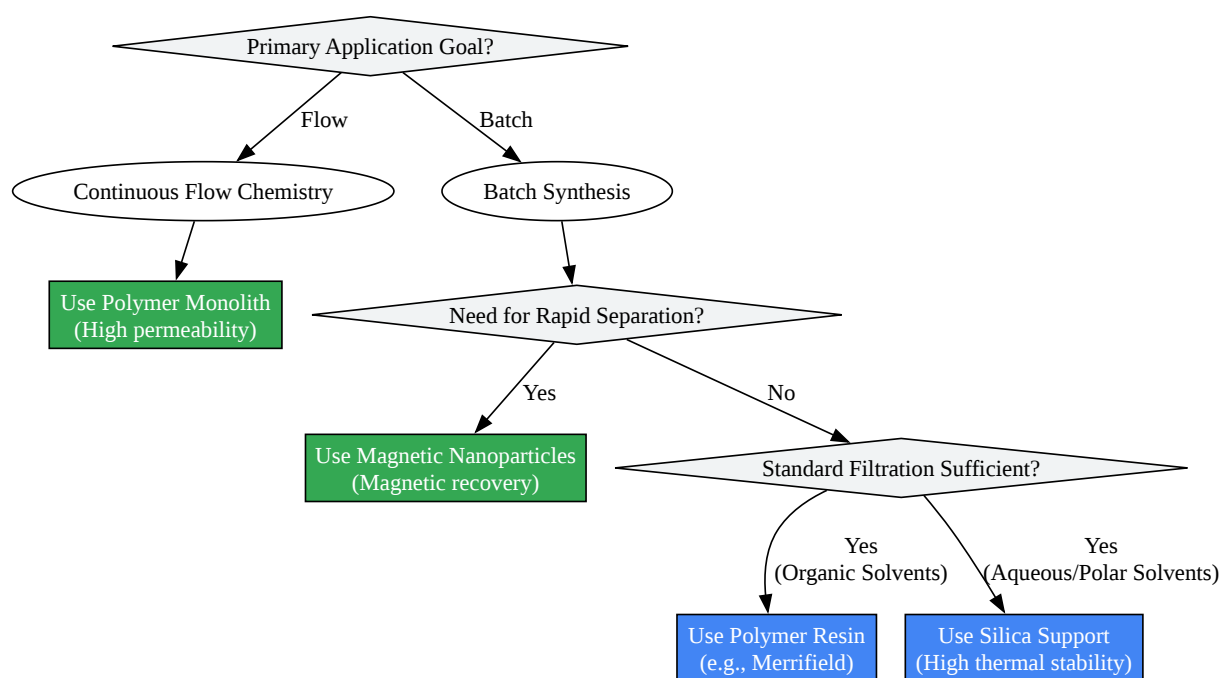 Primary Application Goal?
Flow
Batch
Continuous Flow Chemistry
Batch Synthesis
Use Polymer Monolith
(High permeability)
Need for Rapid Separation?
Yes
No
Use Magnetic Nanoparticles
(Magnetic recovery)
Standard Filtration Sufficient?
Yes
(Organic Solvents)
Yes
(Aqueous/Polar Solvents)
Use Polymer Resin
(e.g., Merrifield)
Use Silica Support
(High thermal stability)